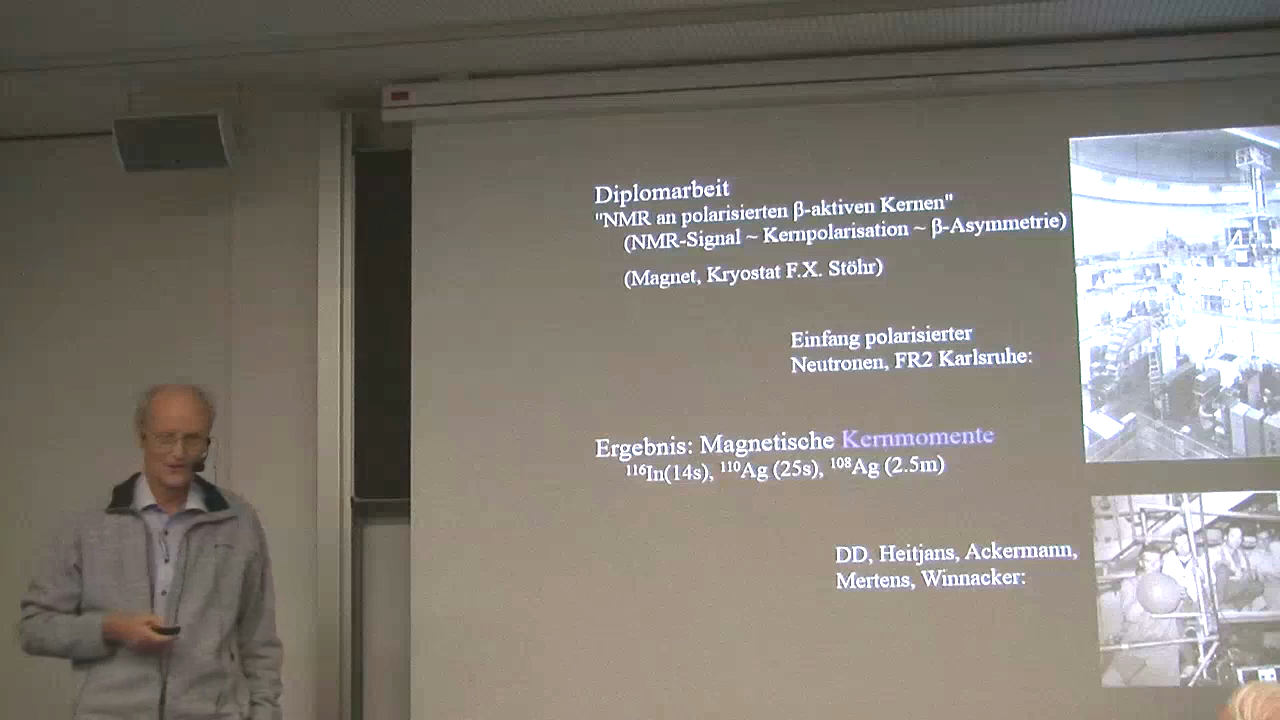 Diplomarbeit
"NMR an polarisierten β-aktiven Kernen"
(NMR-Signal ~ Kernpolarisation ~ β-Asymmetrie)
(Magnet, Kryostat F.X. Stöhr)
Einfang polarisierter
Neutronen, FR2 Karlsruhe:
Ergebnis: Magnetische Kernmomente
¹¹⁶In(14s), ¹¹⁰Ag (25s), ¹⁰⁸Ag (2.5m)
DD, Heitjans, Ackermann,
Mertens, Winnacker: